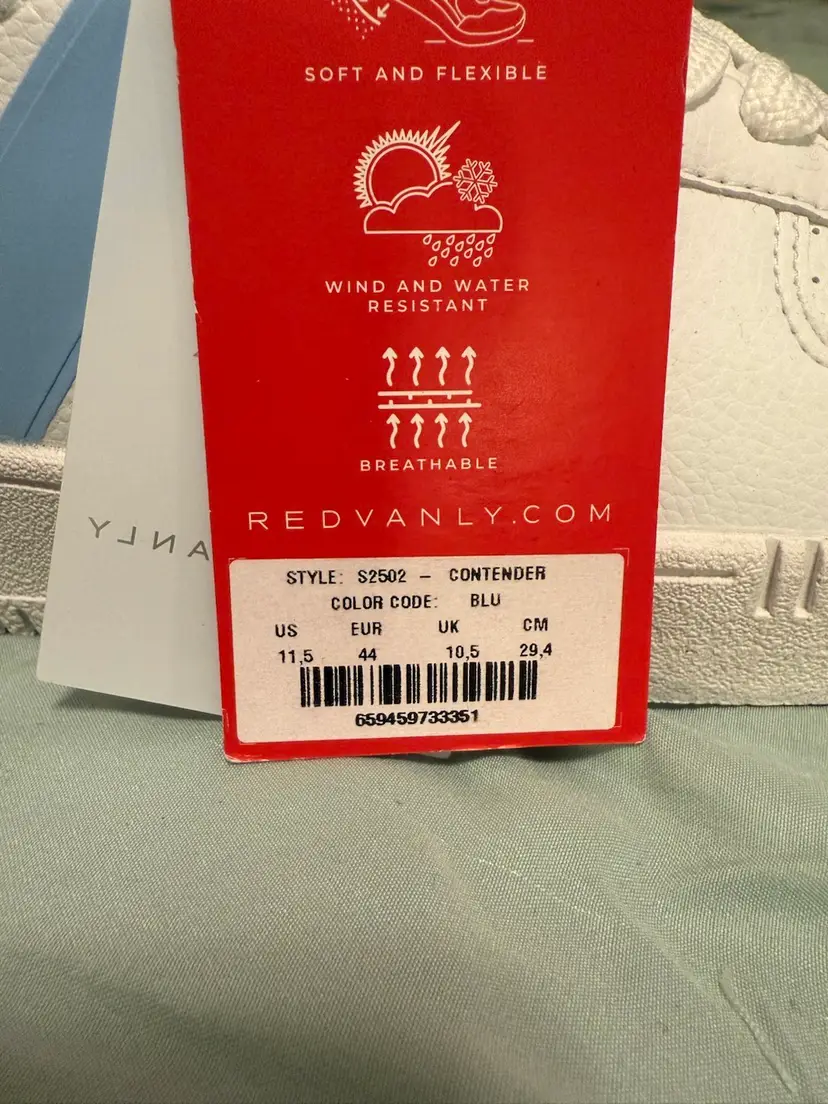 SOFT AND FLEXIBLE
WIND AND WATER
RESISTANT
BREATHABLE
REDVANLY.COM
ANLY
STYLE: S2502 - CONTENDER
COLOR CODE: BLU
US EUR UK CM
11,5 44 10,5 29,4
659459733351